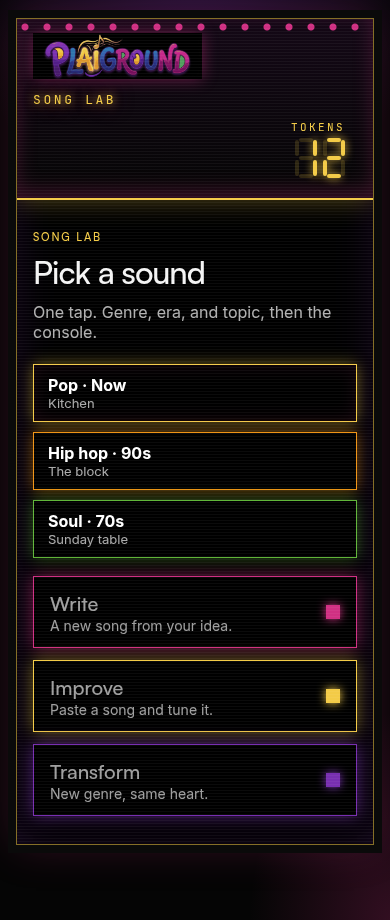 PLAIGROUND
SONG LAB
TOKENS
12
SONG LAB
Pick a sound
One tap. Genre, era, and topic, then the
console.
Pop · Now
Kitchen
Hip hop · 90s
The block
Soul · 70s
Sunday table
Write
A new song from your idea.
Improve
Paste a song and tune it.
Transform
New genre, same heart.